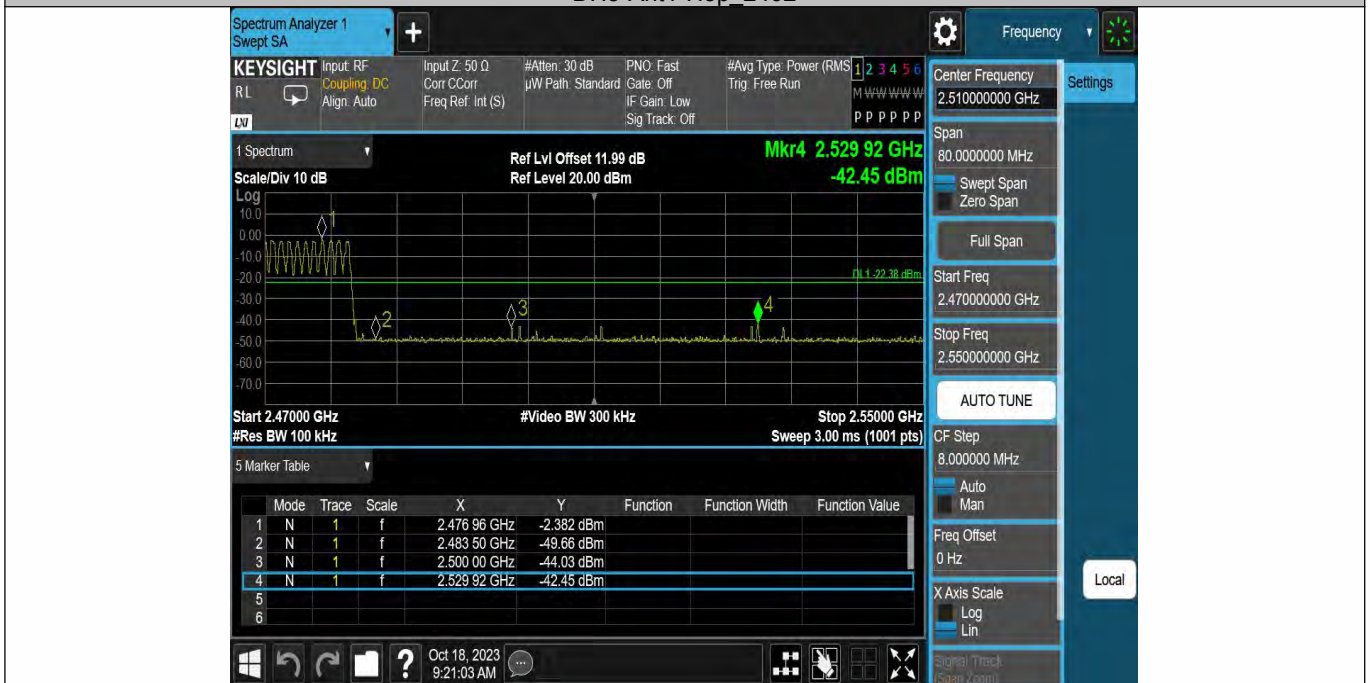 Spectrum Analyzer 1
Swept SA
+
Frequency
KEYSIGHT
RL
LXI
Input: RF
Coupling: DC
Align: Auto
Input Z: 50 Ω
Corr CCorr
Freq Ref: Int (S)
#Atten: 30 dB
µW Path: Standard
PNO: Fast
Gate: Off
IF Gain: Low
Sig Track: Off
#Avg Type: Power (RMS
Trig: Free Run
1 2 3 4 5 6
M W W W W W
P P P P P P
Center Frequency
2.510000000 GHz
Settings
Span
80.0000000 MHz
Swept Span
Zero Span
Full Span
Start Freq
2.470000000 GHz
Stop Freq
2.550000000 GHz
AUTO TUNE
CF Step
8.000000 MHz
Auto
Man
Freq Offset
0 Hz
X Axis Scale
Log
Lin
Signal Track
(Span Zoom)
Local
1 Spectrum
Scale/Div 10 dB
Ref Lvl Offset 11.99 dB
Ref Level 20.00 dBm
Mkr4 2.529 92 GHz
-42.45 dBm
Log
10.0
0.00
-10.0
-20.0
-30.0
-40.0
-50.0
-60.0
-70.0
1
2
3
4
DL1 -22.38 dBm
Start 2.47000 GHz
#Res BW 100 kHz
#Video BW 300 kHz
Stop 2.55000 GHz
Sweep 3.00 ms (1001 pts)
5 Marker Table
Mode Trace Scale X Y Function Function Width Function Value
1 N 1 f 2.476 96 GHz -2.382 dBm
2 N 1 f 2.483 50 GHz -49.66 dBm
3 N 1 f 2.500 00 GHz -44.03 dBm
4 N 1 f 2.529 92 GHz -42.45 dBm
5
6
?
Oct 18, 2023
9:21:03 AM